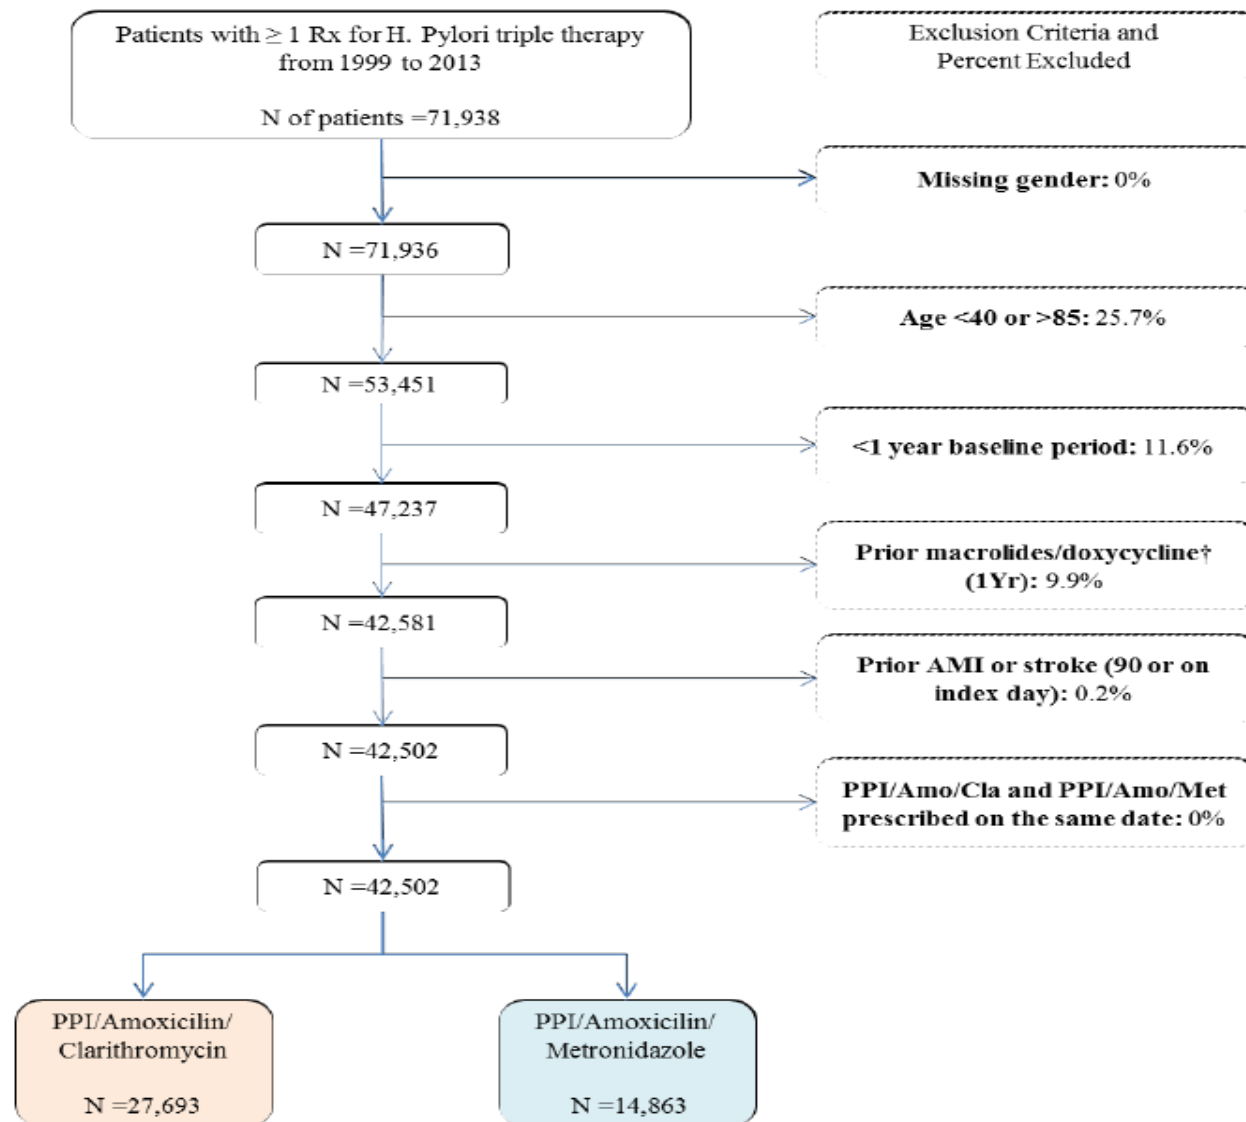 Patients with ≥ 1 Rx for H. Pylori triple therapy
from 1999 to 2013
N of patients =71,938
Exclusion Criteria and
Percent Excluded
Missing gender: 0%
N =71,936
Age <40 or >85: 25.7%
N =53,451
<1 year baseline period: 11.6%
N =47,237
Prior macrolides/doxycycline†
(1Yr): 9.9%
N =42,581
Prior AMI or stroke (90 or on
index day): 0.2%
N =42,502
PPI/Amo/Cla and PPI/Amo/Met
prescribed on the same date: 0%
N =42,502
PPI/Amoxicilin/
Clarithromycin
N =27,693
PPI/Amoxicilin/
Metronidazole
N =14,863